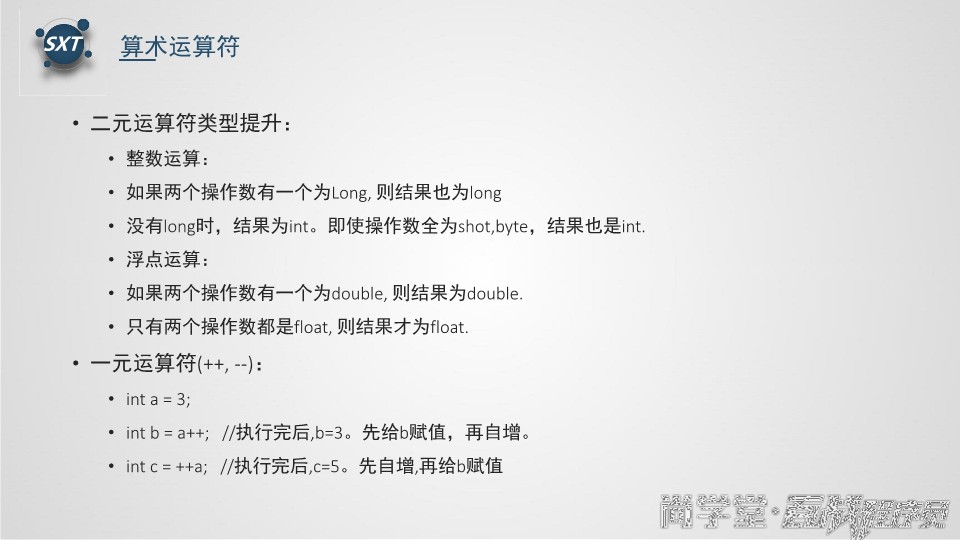 SXT
算术运算符
• 二元运算符类型提升：
• 整数运算：
• 如果两个操作数有一个为Long, 则结果也为long
• 没有long时，结果为int。即使操作数全为shot,byte，结果也是int.
• 浮点运算：
• 如果两个操作数有一个为double, 则结果为double.
• 只有两个操作数都是float, 则结果才为float.
• 一元运算符(++, --)：
• int a = 3;
• int b = a++; //执行完后,b=3。先给b赋值，再自增。
• int c = ++a; //执行完后,c=5。先自增,再给b赋值
尚学堂·